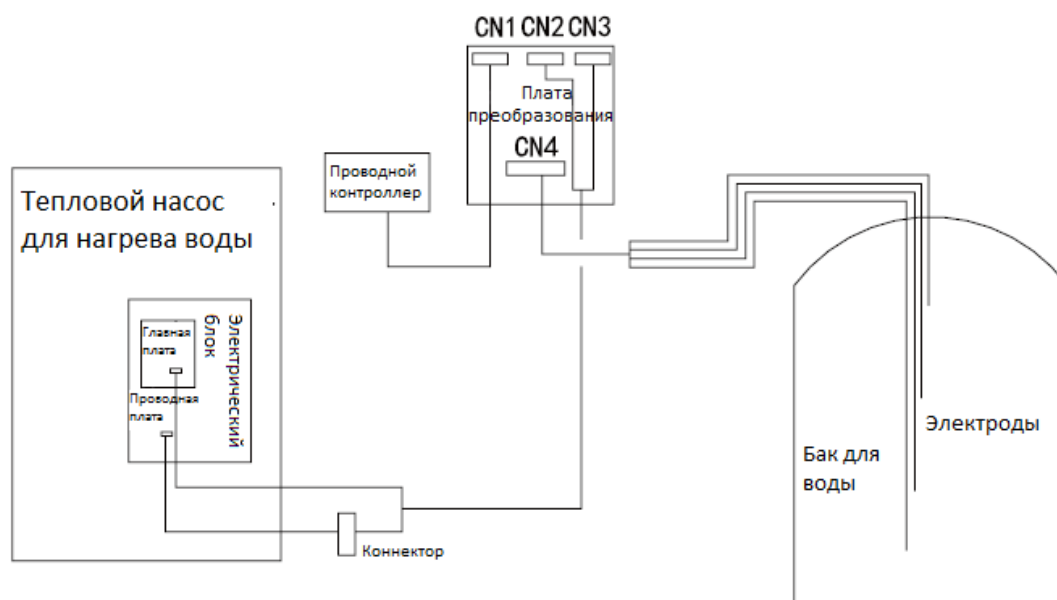 CN1 CN2 CN3
Плата
преобразования
CN4
Проводной
контроллер
Тепловой насос
для нагрева воды
Электрический
блок
Главная
плата
Проводная
плата
Коннектор
Электроды
Бак для
воды